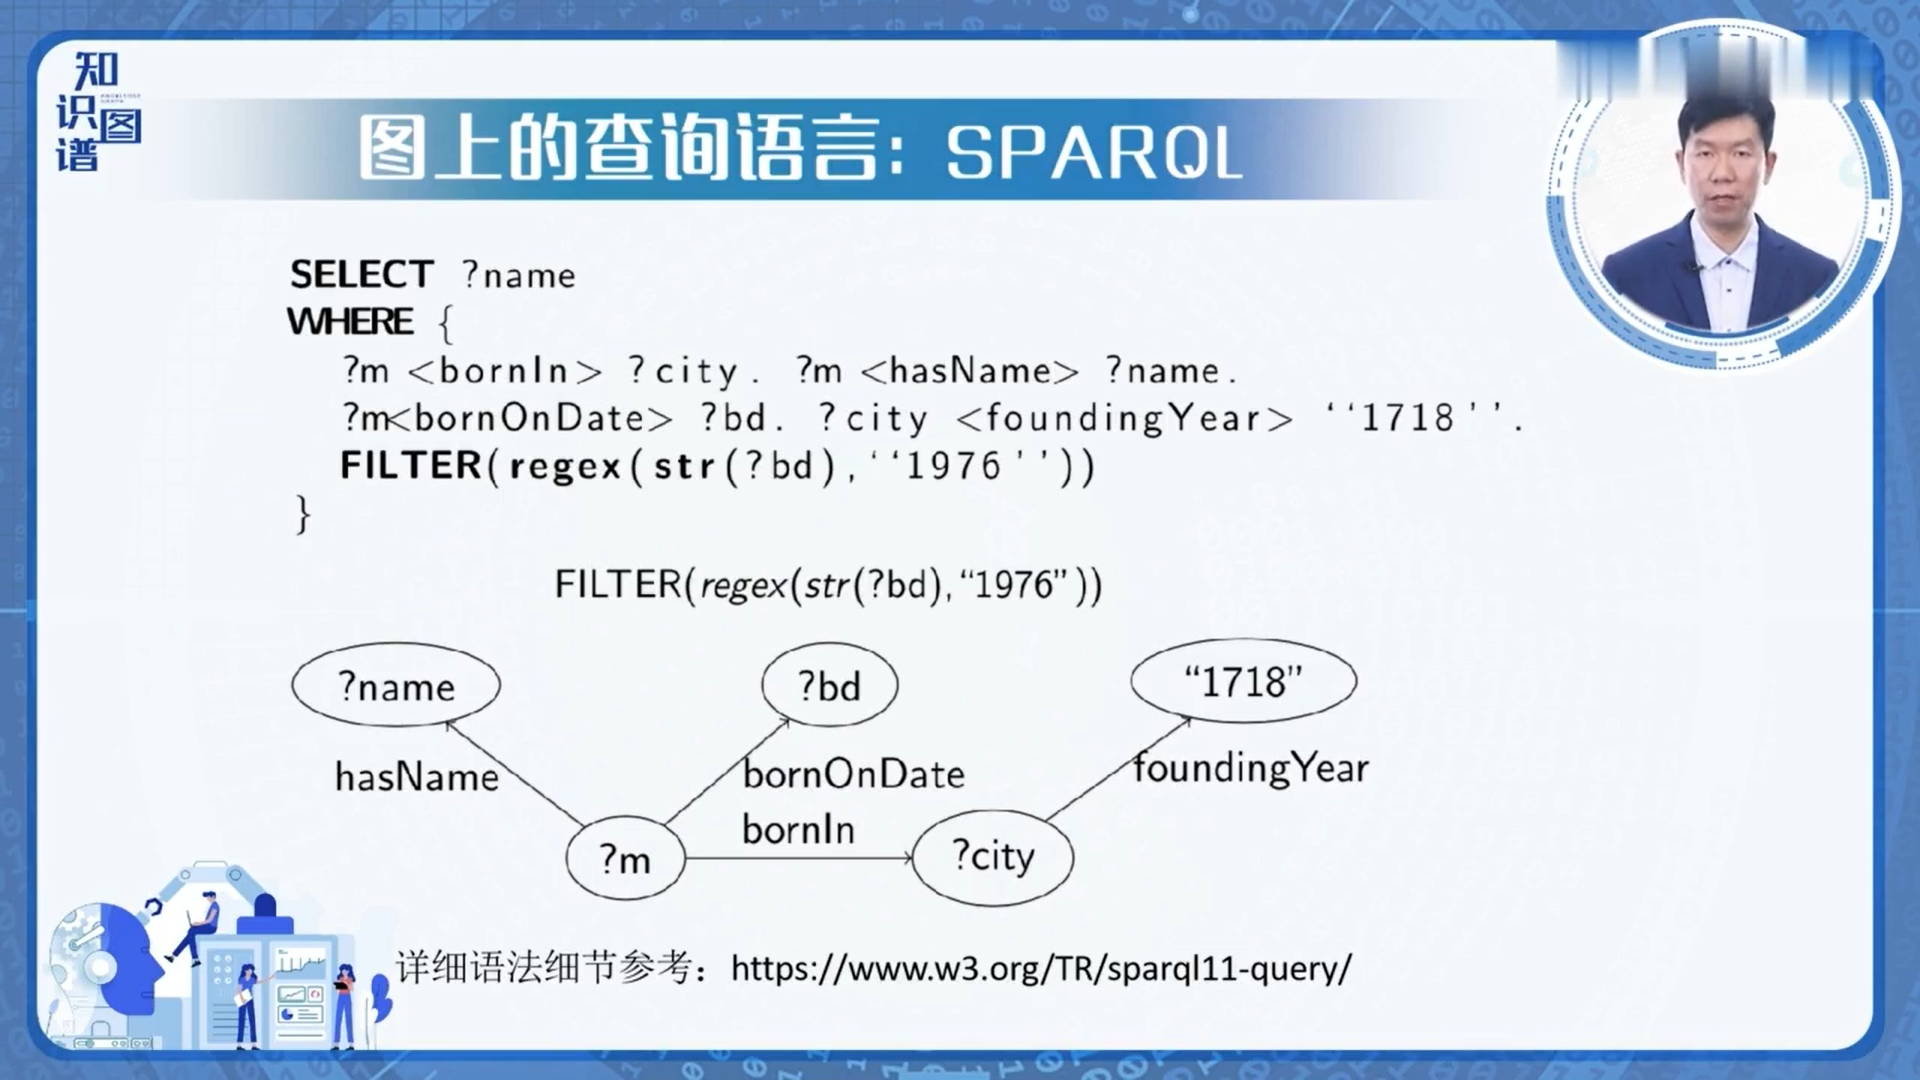 知识图谱
图上的查询语言：SPARQL
SELECT ?name
WHERE {
?m <bornIn> ?city. ?m <hasName> ?name.
?m<bornOnDate> ?bd. ?city <foundingYear> ‘‘1718’’.
FILTER(regex(str(?bd),‘‘1976’’))
}
FILTER(regex(str(?bd),“1976”))
?name
?bd
“1718”
hasName
bornOnDate
foundingYear
bornIn
?m
?city
详细语法细节参考：https://www.w3.org/TR/sparql11-query/